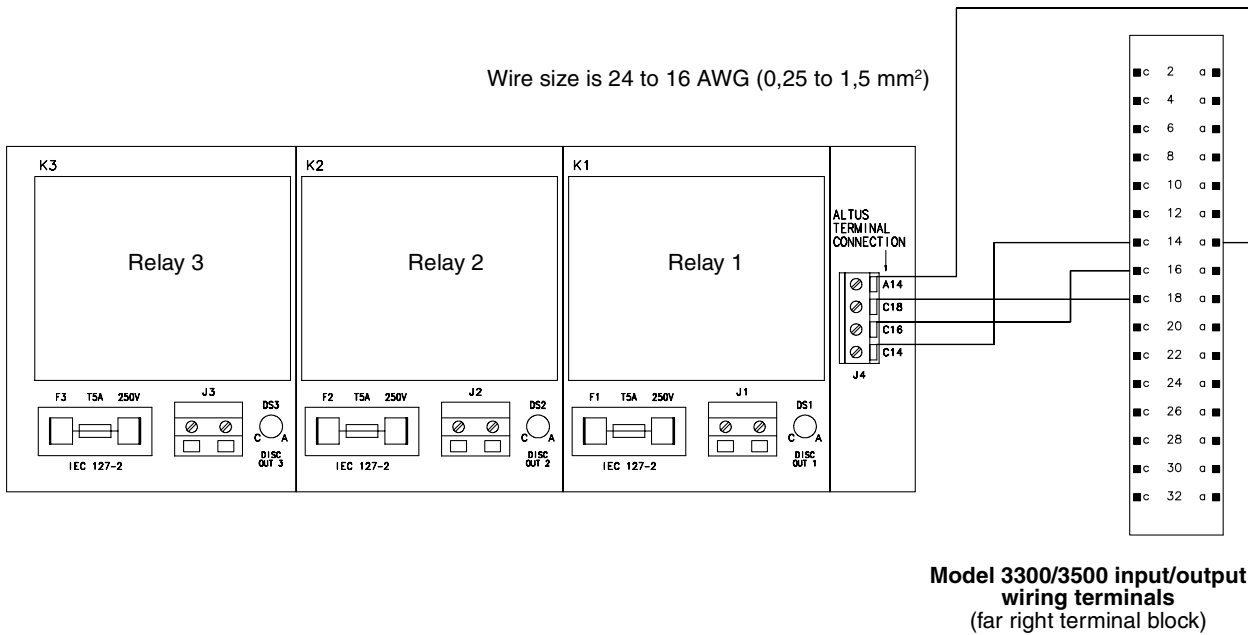 Wire size is 24 to 16 AWG (0,25 to 1,5 mm²)
K3
K2
K1
Relay 3
Relay 2
Relay 1
ALTUS
TERMINAL
CONNECTION
A14
C18
C16
C14
J4
F3 T5A 250V
J3
DS3
C A
DISC
OUT 3
IEC 127-2
F2 T5A 250V
J2
DS2
C A
DISC
OUT 2
IEC 127-2
F1 T5A 250V
J1
DS1
C A
DISC
OUT 1
IEC 127-2
c 2 a
c 4 a
c 6 a
c 8 a
c 10 a
c 12 a
c 14 a
c 16 a
c 18 a
c 20 a
c 22 a
c 24 a
c 26 a
c 28 a
c 30 a
c 32 a
Model 3300/3500 input/output
wiring terminals
(far right terminal block)